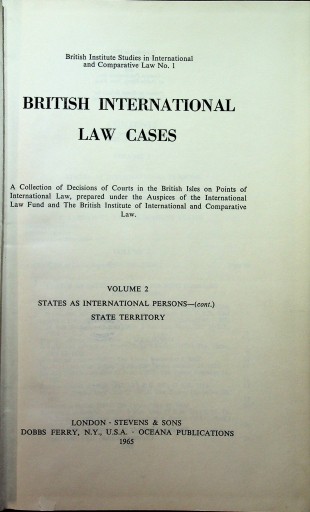 British Institute Studies in International
and Comparative Law No. 1
BRITISH INTERNATIONAL
LAW CASES
A Collection of Decisions of Courts in the British Isles on Points of
International Law, prepared under the Auspices of the International
Law Fund and The British Institute of International and Comparative
Law.
VOLUME 2
STATES AS INTERNATIONAL PERSONS—(cont.)
STATE TERRITORY
LONDON - STEVENS & SONS
DOBBS FERRY, N.Y., U.S.A. - OCEANA PUBLICATIONS
1965